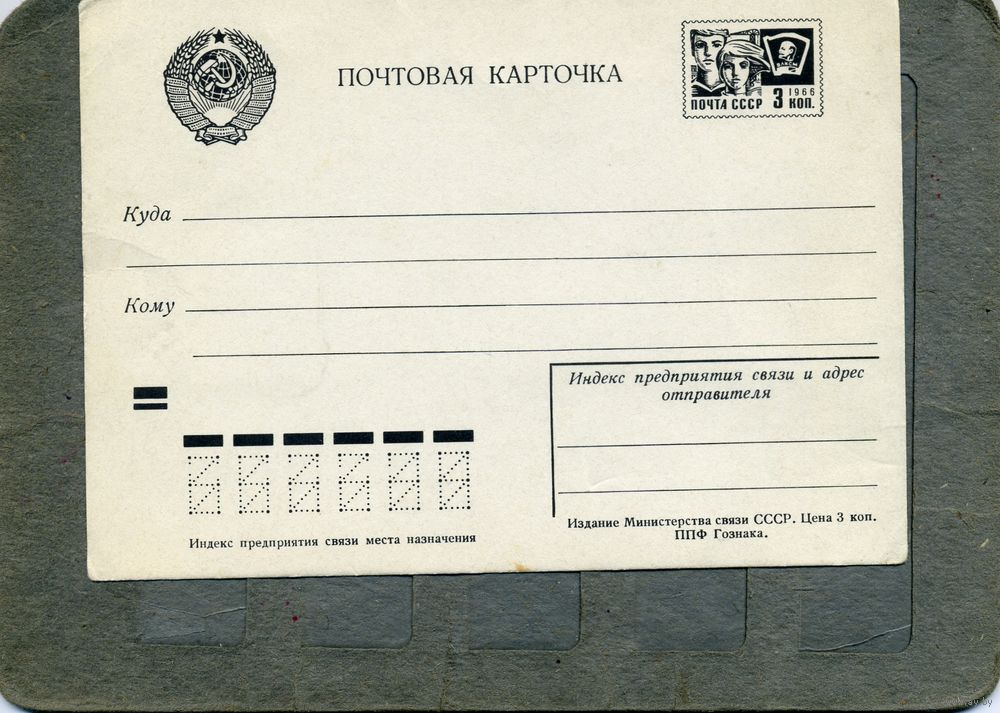 ПОЧТОВАЯ КАРТОЧКА
1966
ПОЧТА СССР 3 КОП.
Куда
Кому
Индекс предприятия связи и адрес
отправителя
Издание Министерства связи СССР. Цена 3 коп.
ППФ Гознака.
Индекс предприятия связи места назначения